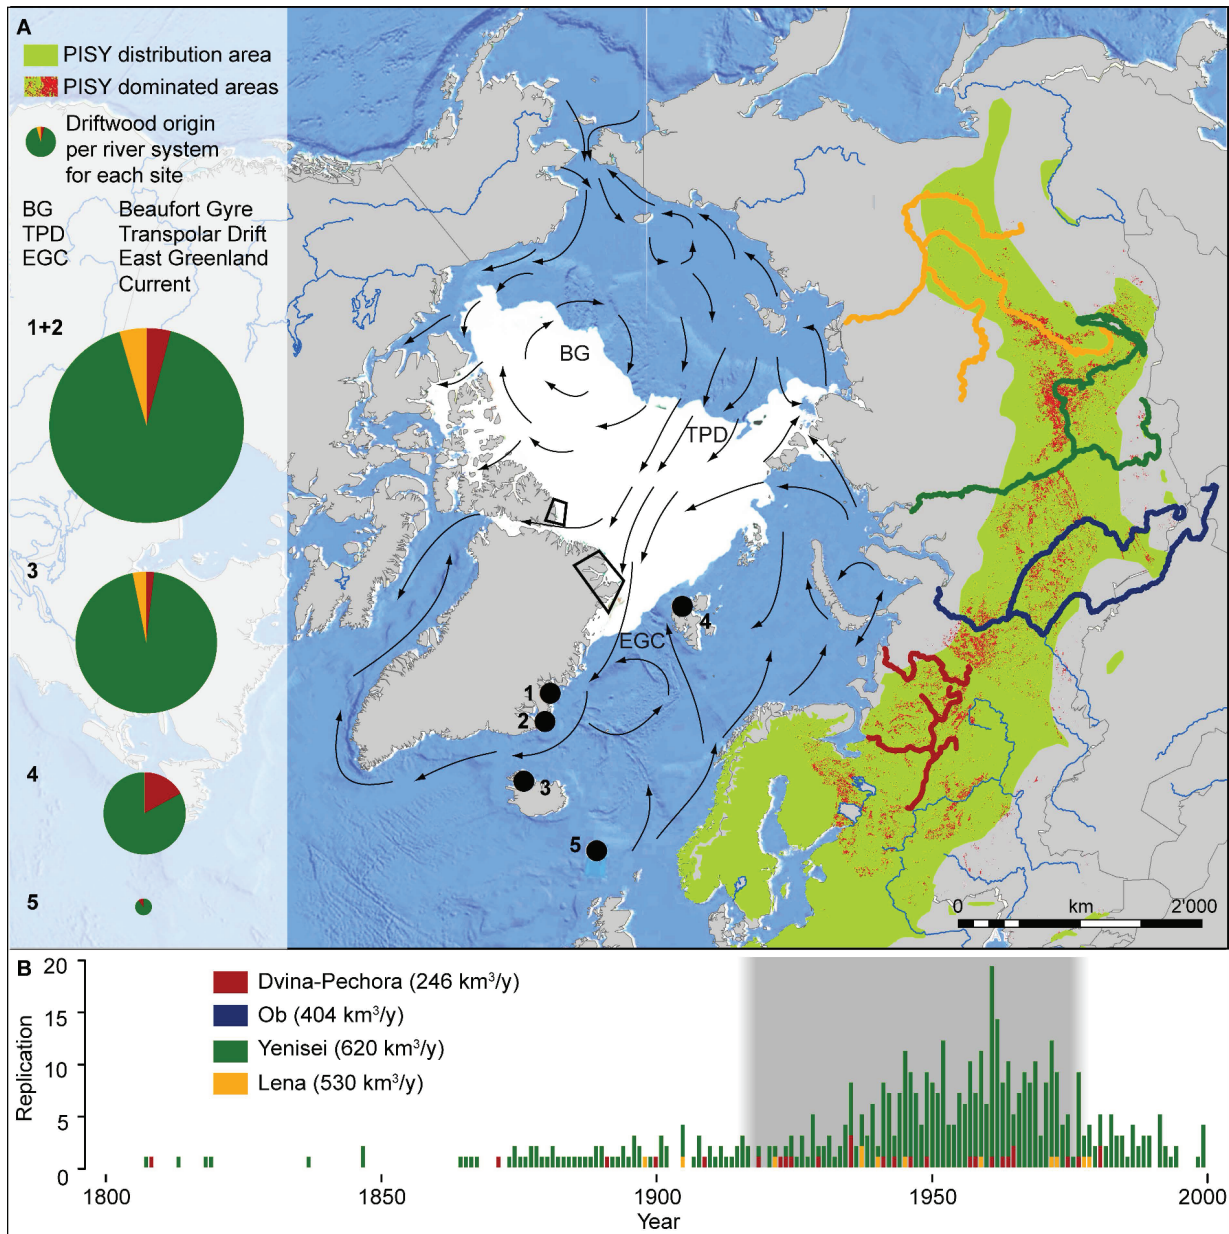 A
PISY distribution area
PISY dominated areas
Driftwood origin
per river system
for each site
BG Beaufort Gyre
TPD Transpolar Drift
EGC East Greenland
Current
1+2
3
4
5
BG
TPD
EGC
1
2
3
4
5
0 km 2'000
B
Replication
20
15
10
5
0
Dvina-Pechora (246 km³/y)
Ob (404 km³/y)
Yenisei (620 km³/y)
Lena (530 km³/y)
1800 1850 1900 1950 2000
Year